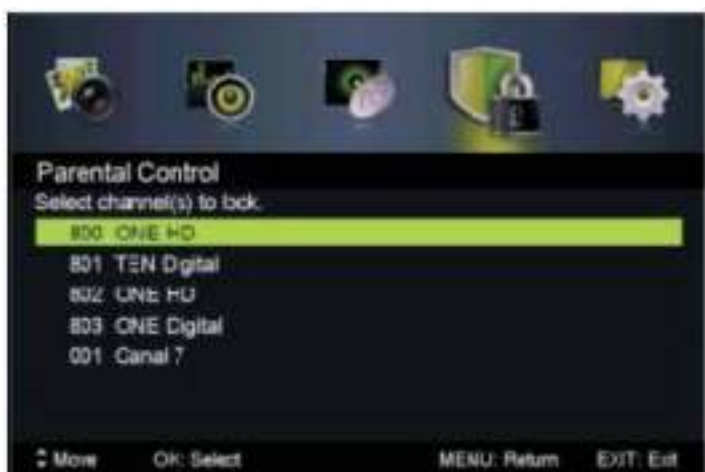 Parental Control
Select channel(s) to lock.
800 ONE HD
801 TEN Digital
802 ONE HD
803 ONE Digital
001 Canal 7
Move OK: Select MENU: Return EXIT: Exit